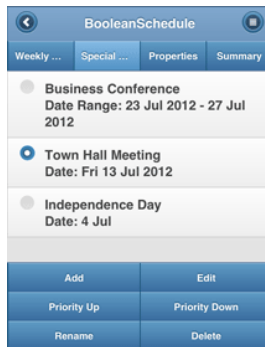 BooleanSchedule
Weekly ... Special ... Properties Summary
Business Conference
Date Range: 23 Jul 2012 - 27 Jul
2012
Town Hall Meeting
Date: Fri 13 Jul 2012
Independence Day
Date: 4 Jul
Add Edit
Priority Up Priority Down
Rename Delete